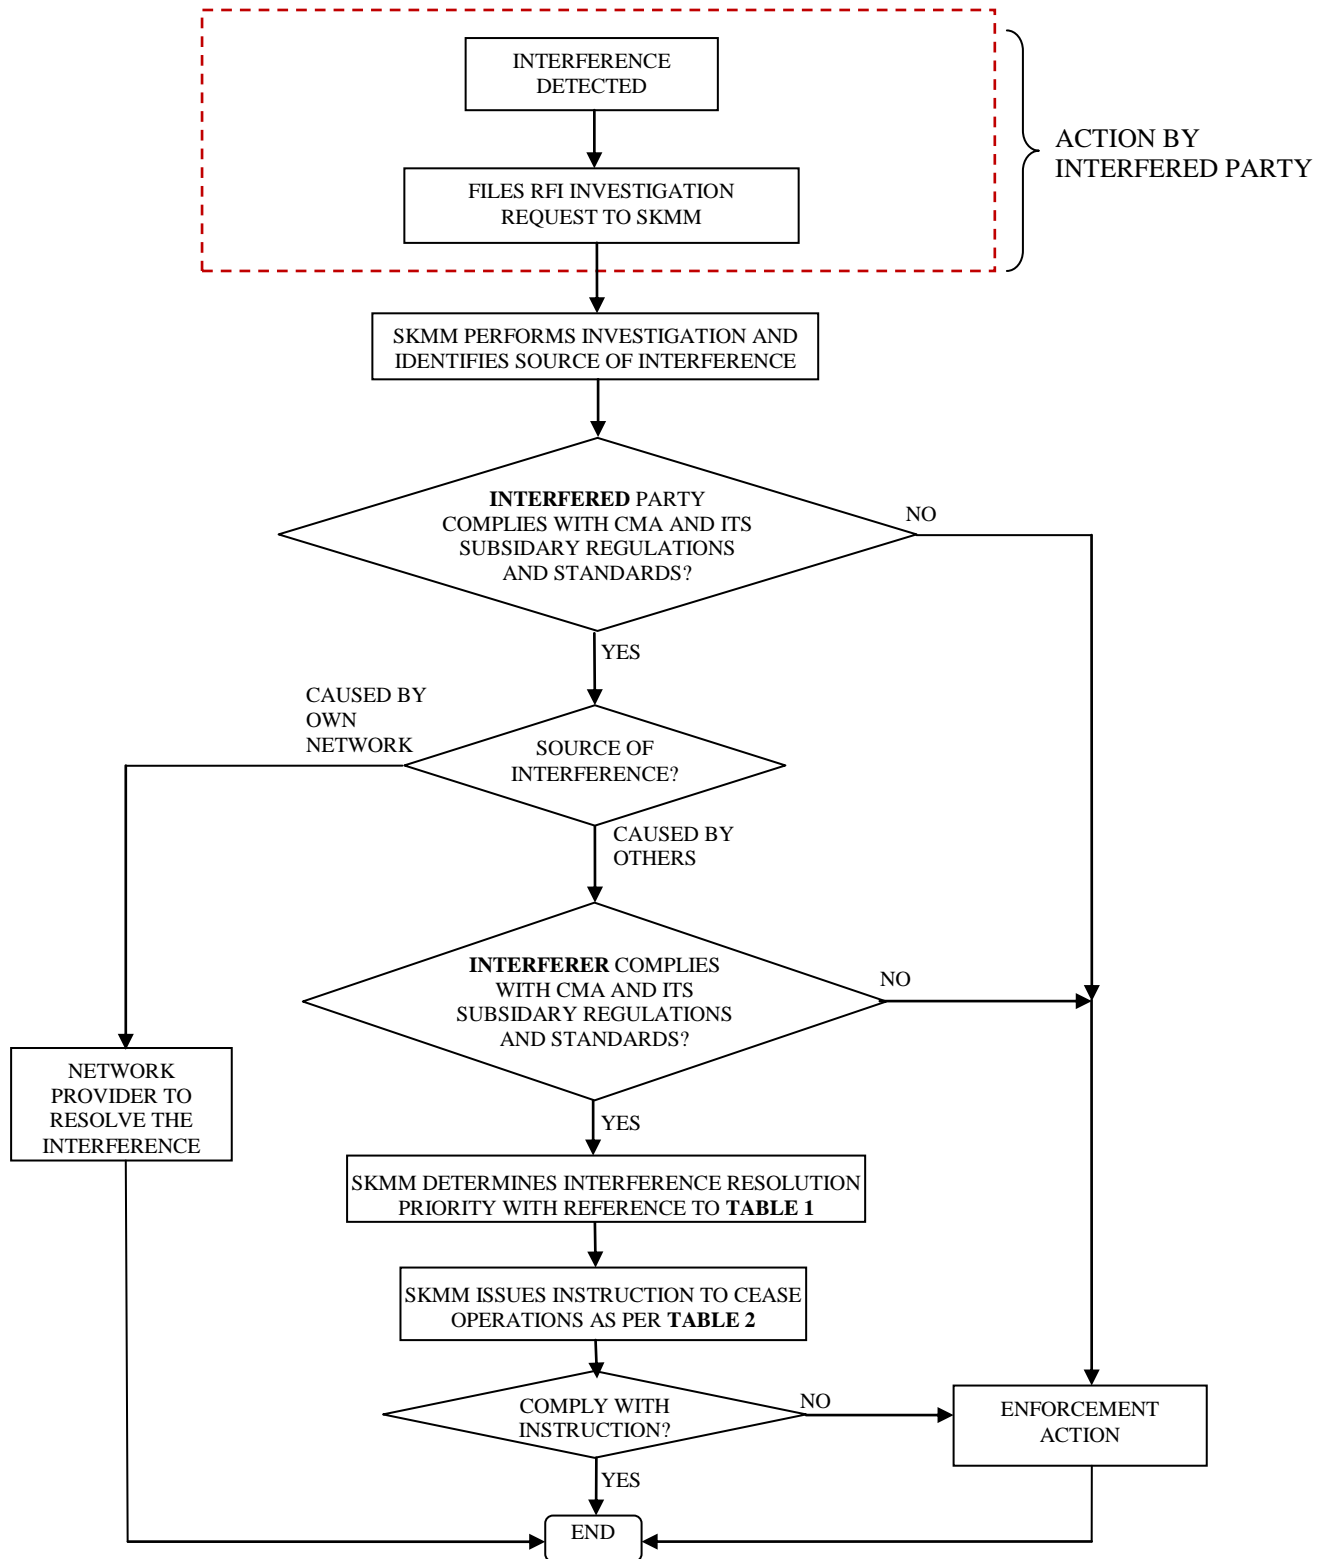 INTERFERENCE
DETECTED
ACTION BY
INTERFERED PARTY
FILES RFI INVESTIGATION
REQUEST TO SKMM
SKMM PERFORMS INVESTIGATION AND
IDENTIFIES SOURCE OF INTERFERENCE
INTERFERED PARTY
COMPLIES WITH CMA AND ITS
SUBSIDARY REGULATIONS
AND STANDARDS?
NO
YES
CAUSED BY
OWN
NETWORK
SOURCE OF
INTERFERENCE?
CAUSED BY
OTHERS
INTERFERER COMPLIES
WITH CMA AND ITS
SUBSIDARY REGULATIONS
AND STANDARDS?
NO
NETWORK
PROVIDER TO
RESOLVE THE
INTERFERENCE
YES
SKMM DETERMINES INTERFERENCE RESOLUTION
PRIORITY WITH REFERENCE TO TABLE 1
SKMM ISSUES INSTRUCTION TO CEASE
OPERATIONS AS PER TABLE 2
COMPLY WITH
INSTRUCTION?
NO
ENFORCEMENT
ACTION
YES
END